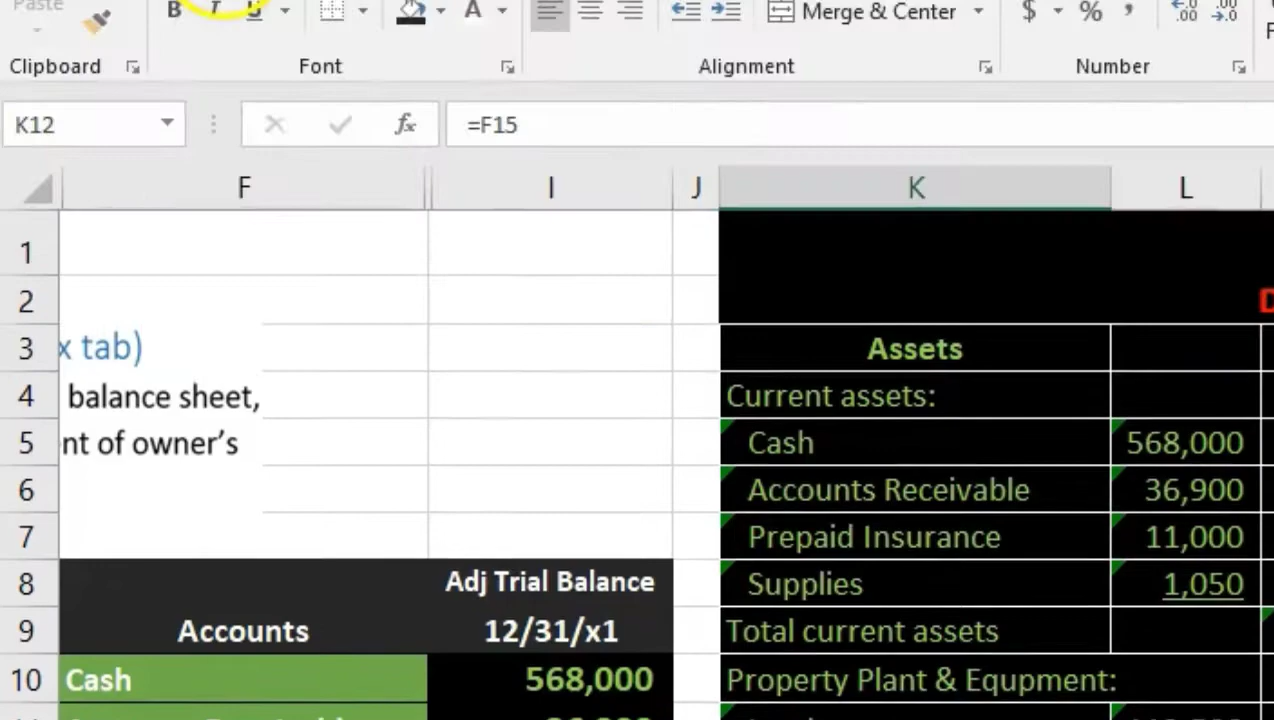 Paste
B I U A Merge & Center $ % , .00 .00
Clipboard Font Alignment Number
K12 fx =F15
F I J K L
1
2
3 x tab) Assets
4 balance sheet, Current assets:
5 nt of owner's Cash 568,000
6 Accounts Receivable 36,900
7 Prepaid Insurance 11,000
8 Adj Trial Balance Supplies 1,050
9 Accounts 12/31/x1 Total current assets
10 Cash 568,000 Property Plant & Equpment: